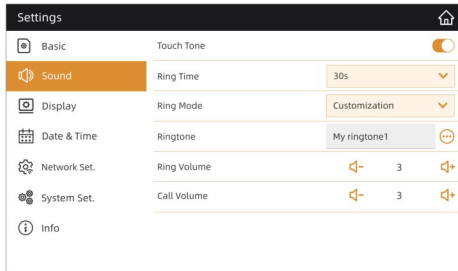 Settings
Basic
Sound
Display
Date & Time
Network Set.
System Set.
Info
Touch Tone
Ring Time 30s
Ring Mode Customization
Ringtone My ringtone1
Ring Volume 3
Call Volume 3